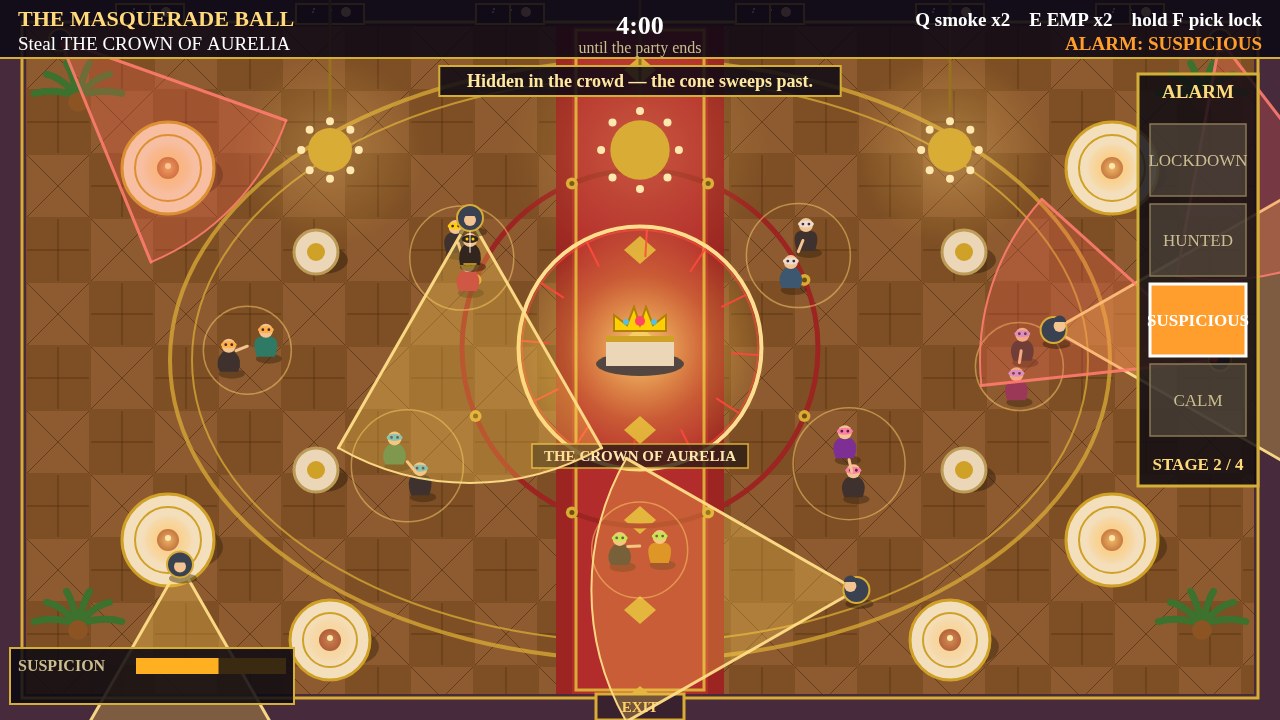 THE MASQUERADE BALL
Steal THE CROWN OF AURELIA
4:00
until the party ends
Q smoke x2 E EMP x2 hold F pick lock
ALARM: SUSPICIOUS
Hidden in the crowd — the cone sweeps past.
ALARM
LOCKDOWN
HUNTED
SUSPICIOUS
CALM
STAGE 2 / 4
THE CROWN OF AURELIA
SUSPICION
EXIT